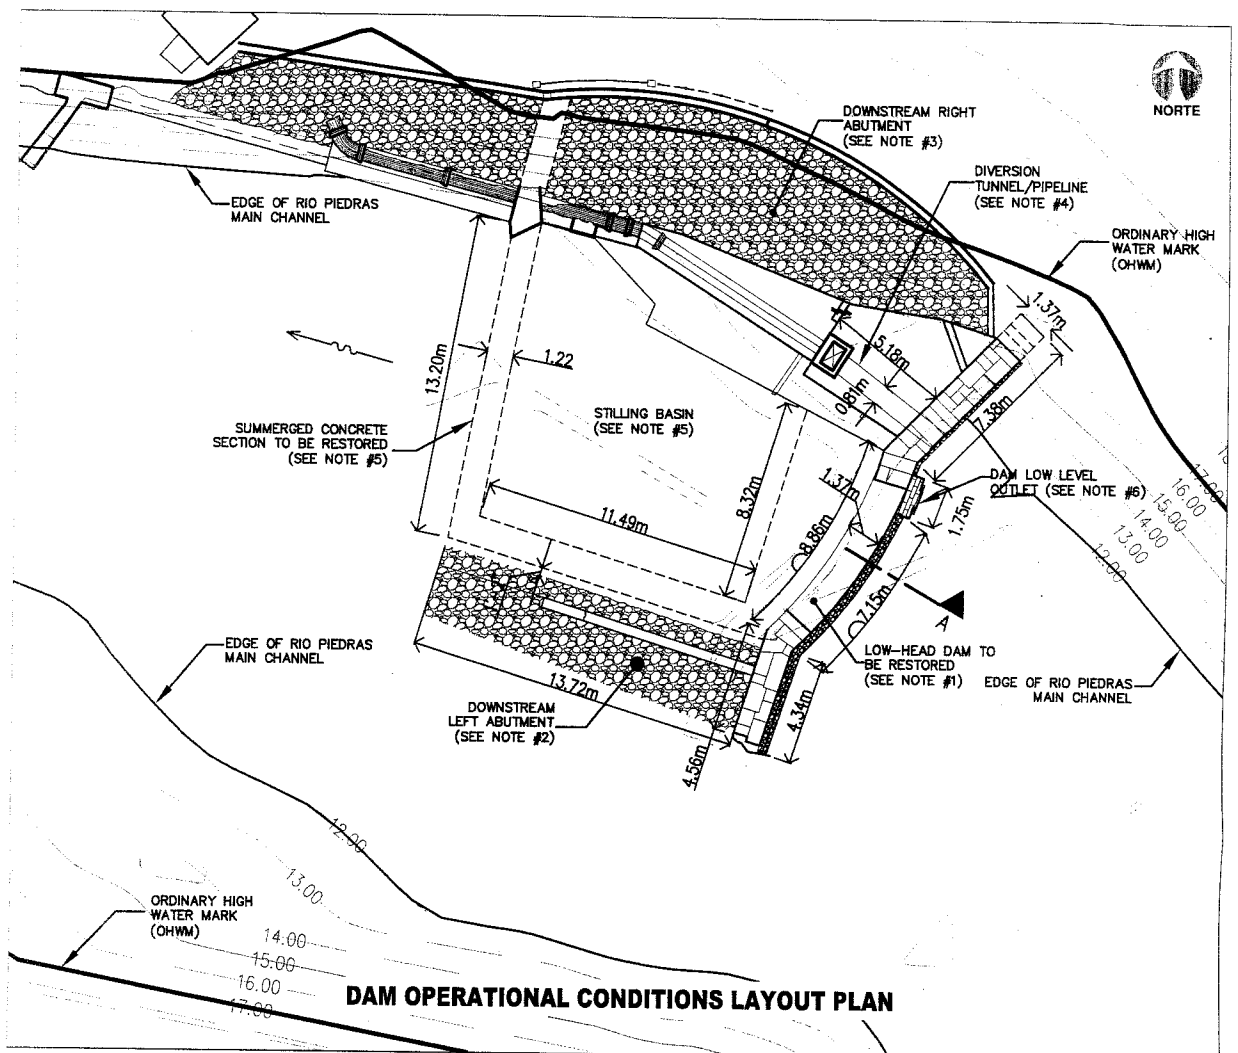 NORTE
DOWNSTREAM RIGHT
ABUTMENT
(SEE NOTE #3)
DIVERSION
TUNNEL/PIPELINE
(SEE NOTE #4)
EDGE OF RIO PIEDRAS
MAIN CHANNEL
ORDINARY HIGH
WATER MARK
(OHWM)
1.37m
5.18m
1.22
13.20m
0.81m
7.38m
STILLING BASIN
(SEE NOTE #5)
SUMMERGED CONCRETE
SECTION TO BE RESTORED
(SEE NOTE #5)
17.00
16.00
15.00
14.00
13.00
12.00
DAM LOW LEVEL
OUTLET (SEE NOTE #6)
1.37m
8.32m
11.49m
8.86m
1.75m
7.15m
A
EDGE OF RIO PIEDRAS
MAIN CHANNEL
LOW-HEAD DAM TO
BE RESTORED
(SEE NOTE #1)
EDGE OF RIO PIEDRAS
MAIN CHANNEL
13.72m
DOWNSTREAM
LEFT ABUTMENT
(SEE NOTE #2)
4.34m
4.56m
12.00
13.00
ORDINARY HIGH
WATER MARK
(OHWM)
14.00
15.00
16.00
17.00
DAM OPERATIONAL CONDITIONS LAYOUT PLAN